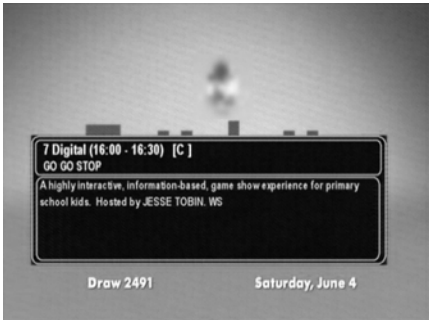 7 Digital (16:00 - 16:30) [C ]
GO GO STOP
A highly interactive, information-based, game show experience for primary
school kids. Hosted by JESSE TOBIN. WS
Draw 2491 Saturday, June 4